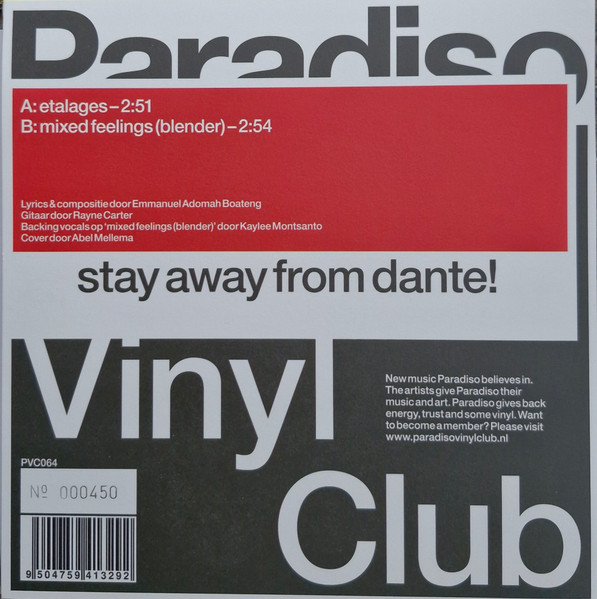 Paradiso
A: etalages – 2:51
B: mixed feelings (blender) – 2:54
Lyrics & compositie door Emmanuel Adomah Boateng
Gitaar door Rayne Carter
Backing vocals op ‘mixed feelings (blender)’ door Kaylee Montsanto
Cover door Abel Mellema
stay away from dante!
Vinyl
New music Paradiso believes in.
The artists give Paradiso their
music and art. Paradiso gives back
energy, trust and some vinyl. Want
to become a member? Please visit
www.paradisovinylclub.nl
PVC064
Nº 000450
Club
9 504759 413292